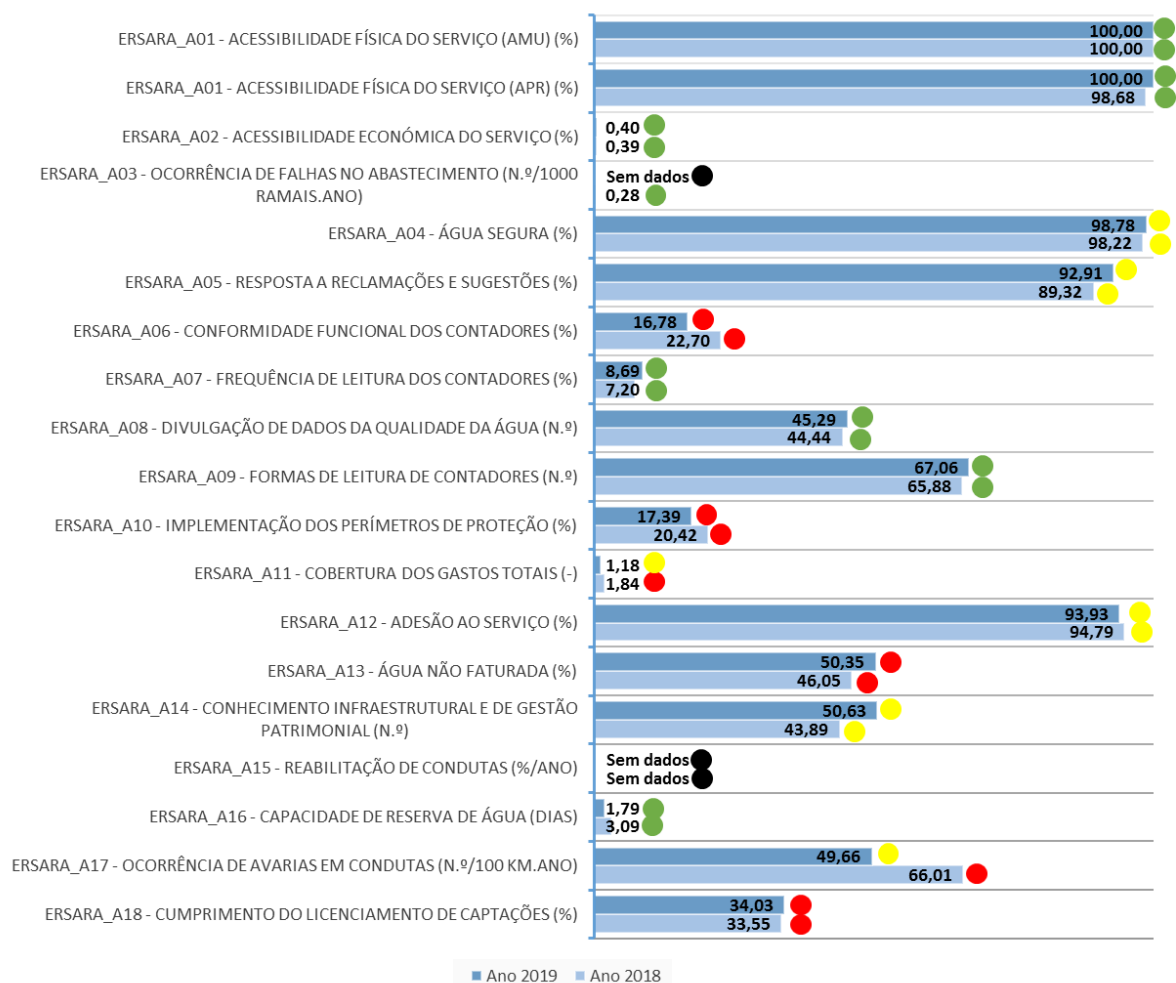 ERSARA_A01 - ACESSIBILIDADE FÍSICA DO SERVIÇO (AMU) (%)
100,00
100,00
ERSARA_A01 - ACESSIBILIDADE FÍSICA DO SERVIÇO (APR) (%)
100,00
98,68
ERSARA_A02 - ACESSIBILIDADE ECONÓMICA DO SERVIÇO (%)
0,40
0,39
ERSARA_A03 - OCORRÊNCIA DE FALHAS NO ABASTECIMENTO (N.º/1000
RAMAIS.ANO)
Sem dados
0,28
ERSARA_A04 - ÁGUA SEGURA (%)
98,78
98,22
ERSARA_A05 - RESPOSTA A RECLAMAÇÕES E SUGESTÕES (%)
92,91
89,32
ERSARA_A06 - CONFORMIDADE FUNCIONAL DOS CONTADORES (%)
16,78
22,70
ERSARA_A07 - FREQUÊNCIA DE LEITURA DOS CONTADORES (%)
8,69
7,20
ERSARA_A08 - DIVULGAÇÃO DE DADOS DA QUALIDADE DA ÁGUA (N.º)
45,29
44,44
ERSARA_A09 - FORMAS DE LEITURA DE CONTADORES (N.º)
67,06
65,88
ERSARA_A10 - IMPLEMENTAÇÃO DOS PERÍMETROS DE PROTEÇÃO (%)
17,39
20,42
ERSARA_A11 - COBERTURA DOS GASTOS TOTAIS (-)
1,18
1,84
ERSARA_A12 - ADESÃO AO SERVIÇO (%)
93,93
94,79
ERSARA_A13 - ÁGUA NÃO FATURADA (%)
50,35
46,05
ERSARA_A14 - CONHECIMENTO INFRAESTRUTURAL E DE GESTÃO
PATRIMONIAL (N.º)
50,63
43,89
ERSARA_A15 - REABILITAÇÃO DE CONDUTAS (%/ANO)
Sem dados
Sem dados
ERSARA_A16 - CAPACIDADE DE RESERVA DE ÁGUA (DIAS)
1,79
3,09
ERSARA_A17 - OCORRÊNCIA DE AVARIAS EM CONDUTAS (N.º/100 KM.ANO)
49,66
66,01
ERSARA_A18 - CUMPRIMENTO DO LICENCIAMENTO DE CAPTAÇÕES (%)
34,03
33,55
Ano 2019 Ano 2018